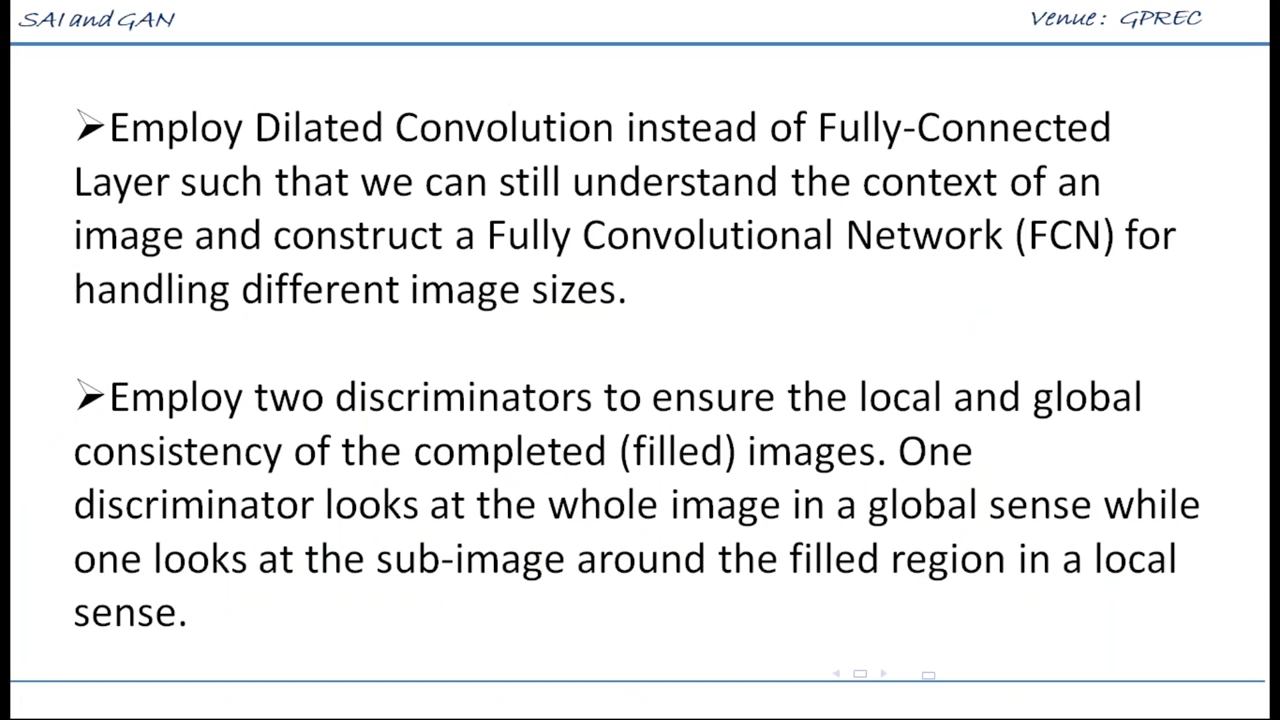 SAI and GAN
Venue: GPREC
➢Employ Dilated Convolution instead of Fully-Connected
Layer such that we can still understand the context of an
image and construct a Fully Convolutional Network (FCN) for
handling different image sizes.
➢Employ two discriminators to ensure the local and global
consistency of the completed (filled) images. One
discriminator looks at the whole image in a global sense while
one looks at the sub-image around the filled region in a local
sense.